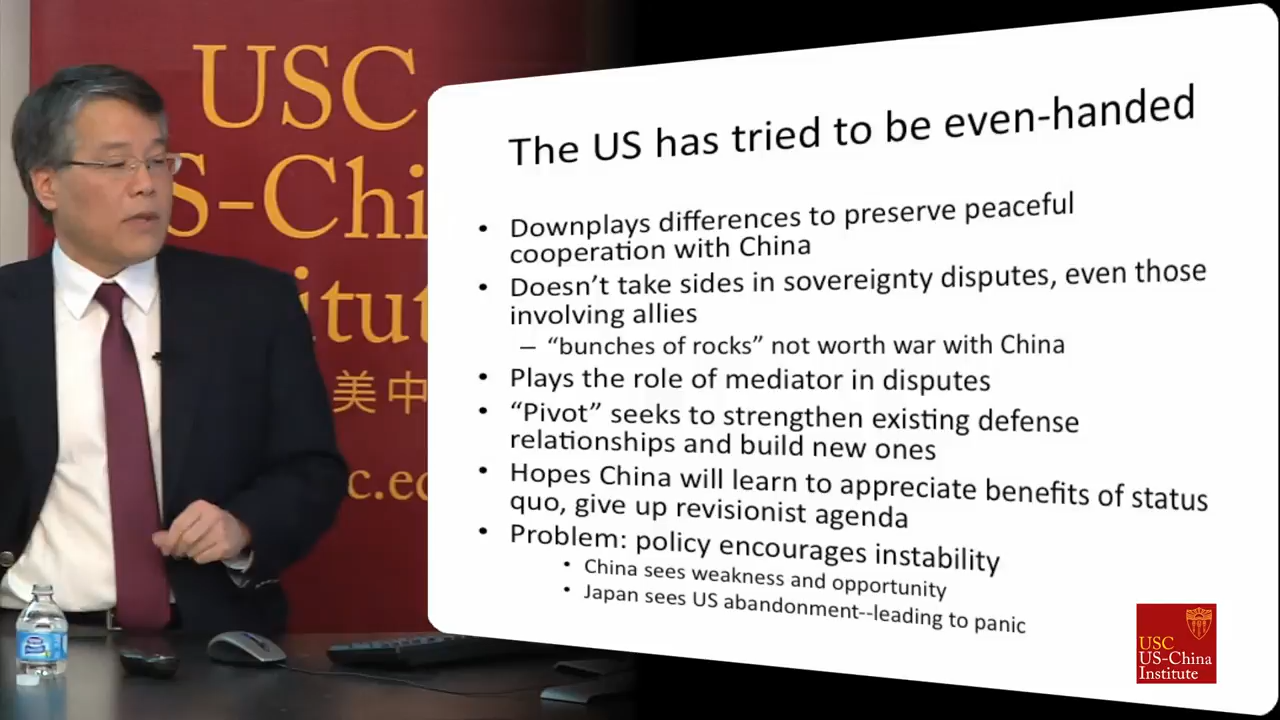 USC
S-Chi
itut
美中
c.ed
The US has tried to be even-handed
• Downplays differences to preserve peaceful
cooperation with China
• Doesn't take sides in sovereignty disputes, even those
involving allies
– “bunches of rocks” not worth war with China
• Plays the role of mediator in disputes
• “Pivot” seeks to strengthen existing defense
relationships and build new ones
• Hopes China will learn to appreciate benefits of status
quo, give up revisionist agenda
• Problem: policy encourages instability
• China sees weakness and opportunity
• Japan sees US abandonment--leading to panic
USC
US-China
Institute